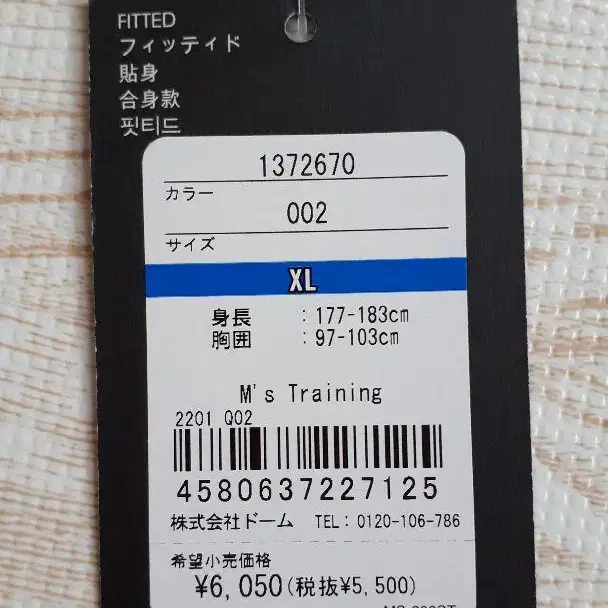 FITTED
フィッティド
貼身
合身款
핏티드
1372670
カラー
002
サイズ
XL
身長 : 177-183cm
胸囲 : 97-103cm
M's Training
2201 Q02
4580637227125
株式会社ドーム TEL: 0120-106-786
希望小売価格
¥6,050(税抜¥5,500)